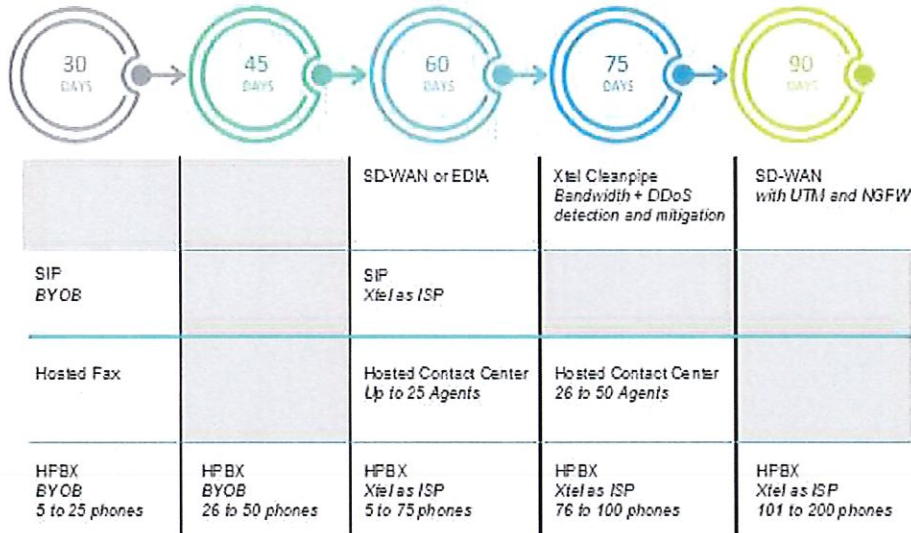 30
DAYS
45
DAYS
60
DAYS
75
DAYS
90
DAYS
SD-WAN or EDIA
Xtel Cleanpipe
Bandwidth + DDoS
detection and mitigation
SD-WAN
with UTM and NGFW
SIP
BYOB
SIP
Xtel as ISP
Hosted Fax
Hosted Contact Center
Up to 25 Agents
Hosted Contact Center
26 to 50 Agents
HPBX
BYOB
5 to 25 phones
HPBX
BYOB
26 to 50 phones
HPBX
Xtel as ISP
5 to 75 phones
HPBX
Xtel as ISP
76 to 100 phones
HPBX
Xtel as ISP
101 to 200 phones